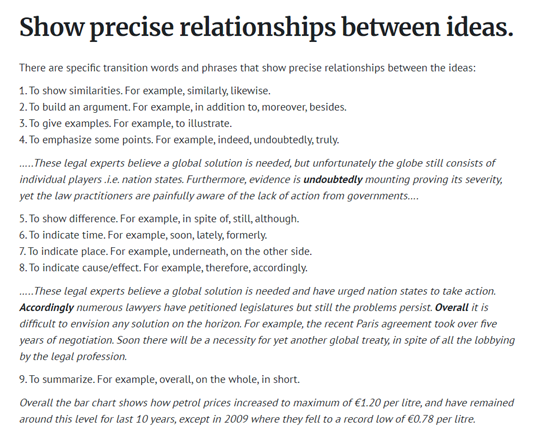 Show precise relationships between ideas.
There are specific transition words and phrases that show precise relationships between the ideas:
1. To show similarities. For example, similarly, likewise.
2. To build an argument. For example, in addition to, moreover, besides.
3. To give examples. For example, to illustrate.
4. To emphasize some points. For example, indeed, undoubtedly, truly.
.....These legal experts believe a global solution is needed, but unfortunately the globe still consists of
individual players .i.e. nation states. Furthermore, evidence is undoubtedly mounting proving its severity,
yet the law practitioners are painfully aware of the lack of action from governments....
5. To show difference. For example, in spite of, still, although.
6. To indicate time. For example, soon, lately, formerly.
7. To indicate place. For example, underneath, on the other side.
8. To indicate cause/effect. For example, therefore, accordingly.
.....These legal experts believe a global solution is needed and have urged nation states to take action.
Accordingly numerous lawyers have petitioned legislatures but still the problems persist. Overall it is
difficult to envision any solution on the horizon. For example, the recent Paris agreement took over five
years of negotiation. Soon there will be a necessity for yet another global treaty, in spite of all the lobbying
by the legal profession.
9. To summarize. For example, overall, on the whole, in short.
Overall the bar chart shows how petrol prices increased to maximum of €1.20 per litre, and have remained
around this level for last 10 years, except in 2009 where they fell to a record low of €0.78 per litre.